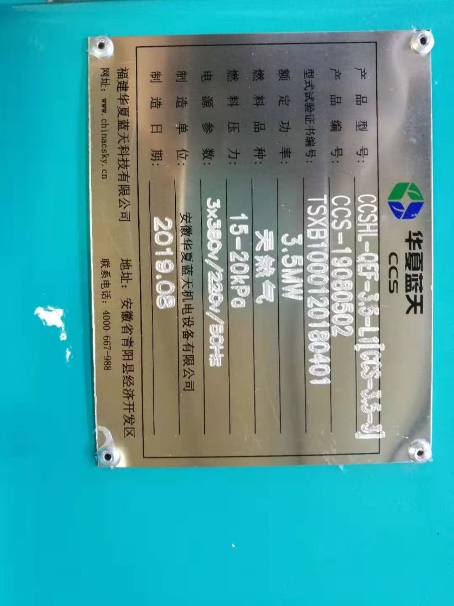 华夏蓝天
CCS
产品型号: CCSHL-QEF-3.5-L1[CCS-3.5-J]
产品编号: CCS-19080502
型式试验证书编号: TSXB1000120180401
额定功率: 3.5MW
燃料品种: 天然气
燃料压力: 15-20kPa
电源参数: 3x380v/220v/50Hz
制造单位: 安徽华夏蓝天机电设备有限公司
制造日期: 2019.08
福建华夏蓝天科技有限公司 地址: 安徽省青阳县经济开发区
网址: www.chinacsky.cn 联系电话: 4000-667-988